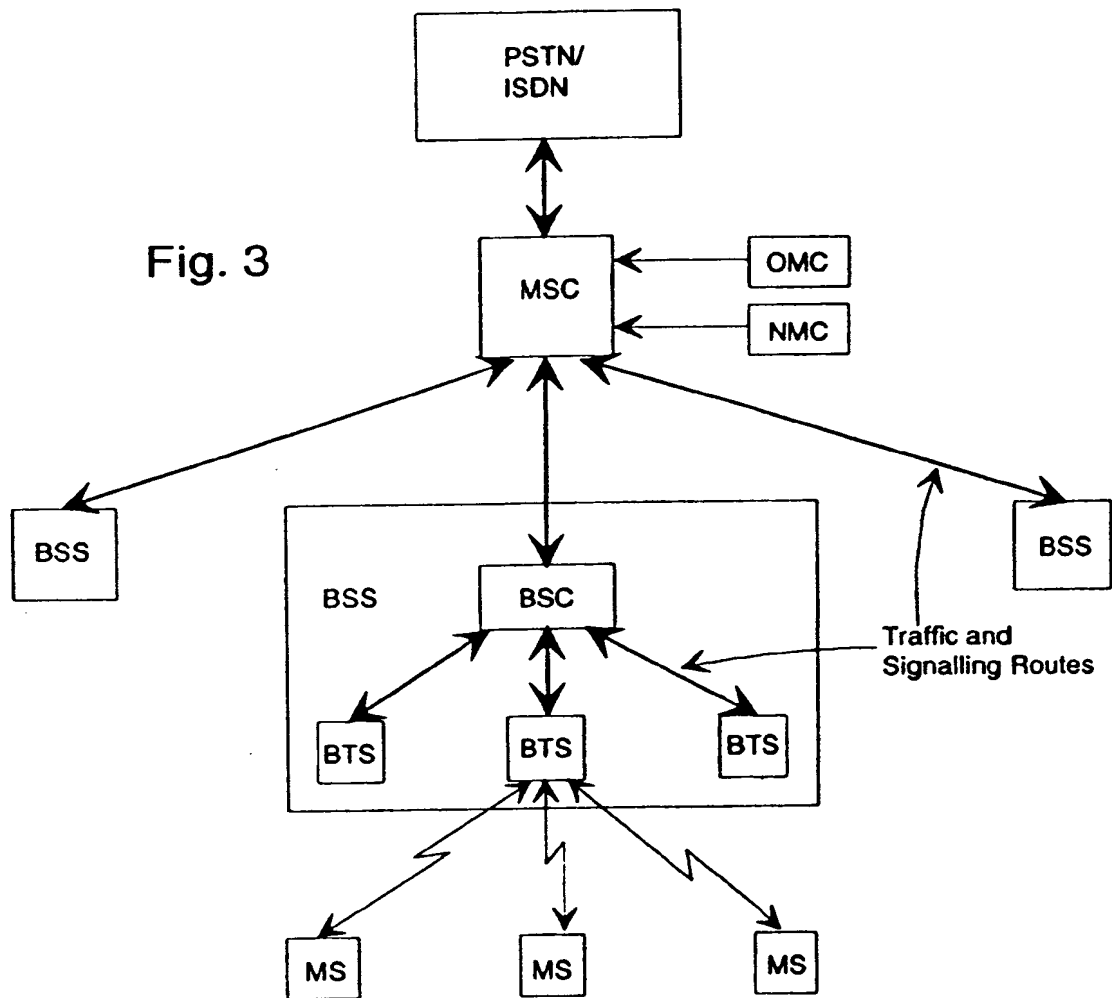 PSTN/
ISDN
Fig. 3
MSC
OMC
NMC
BSS
BSS
BSS
BSC
Traffic and
Signalling Routes
BTS
BTS
BTS
MS
MS
MS